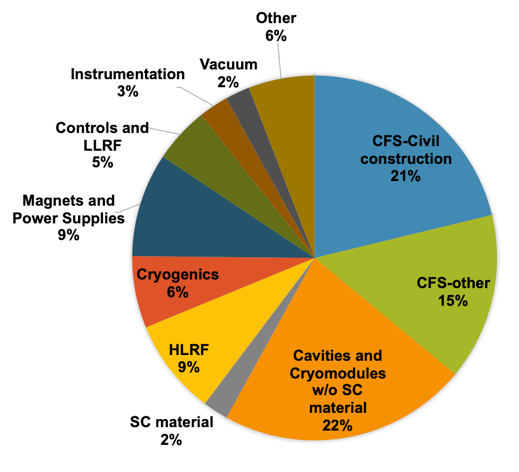 Other
6%
Vacuum
2%
Instrumentation
3%
Controls and
LLRF
5%
Magnets and
Power Supplies
9%
Cryogenics
6%
HLRF
9%
SC material
2%
Cavities and
Cryomodules
w/o SC
material
22%
CFS-other
15%
CFS-Civil
construction
21%